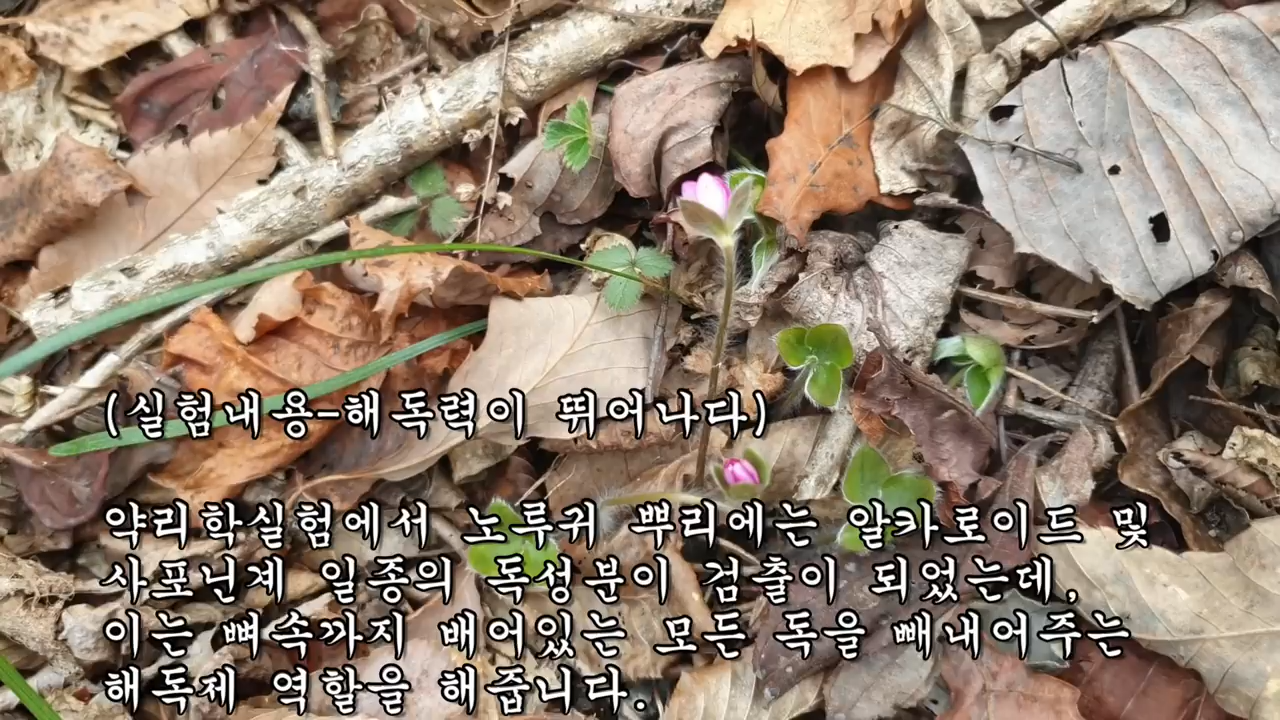 (실험내용-해독력이 뛰어나다)
약리학실험에서 노루귀 뿌리에는 알카로이드 및
사포닌계 일종의 독성분이 검출이 되었는데,
이는 뼈속까지 배어있는 모든 독을 빼내어주는
해독제 역할을 해줍니다.